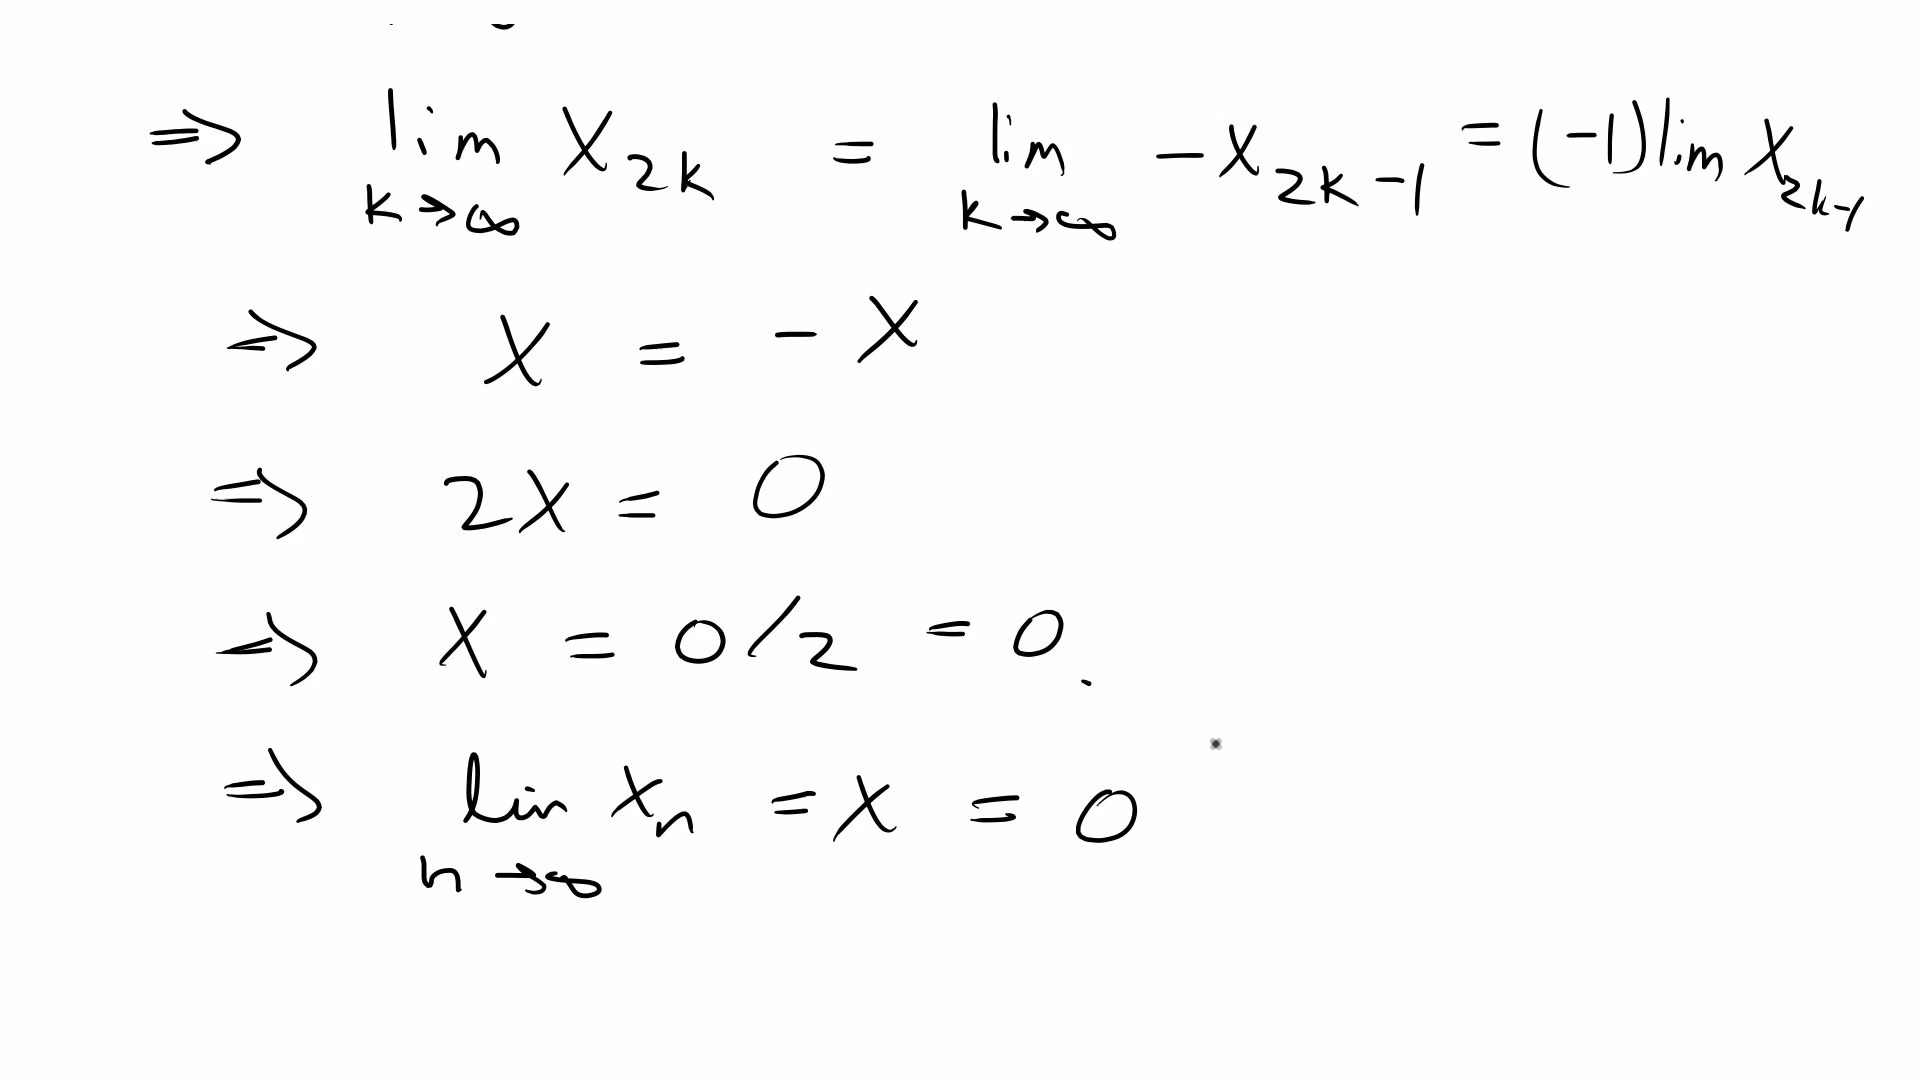 ⇒ lim x_{2k} = lim -x_{2k-1} = (-1) lim x_{2k-1}
k→∞ k→∞
⇒ x = -x
⇒ 2x = 0
⇒ x = 0/2 = 0.
⇒ lim x_n = x = 0
n→∞